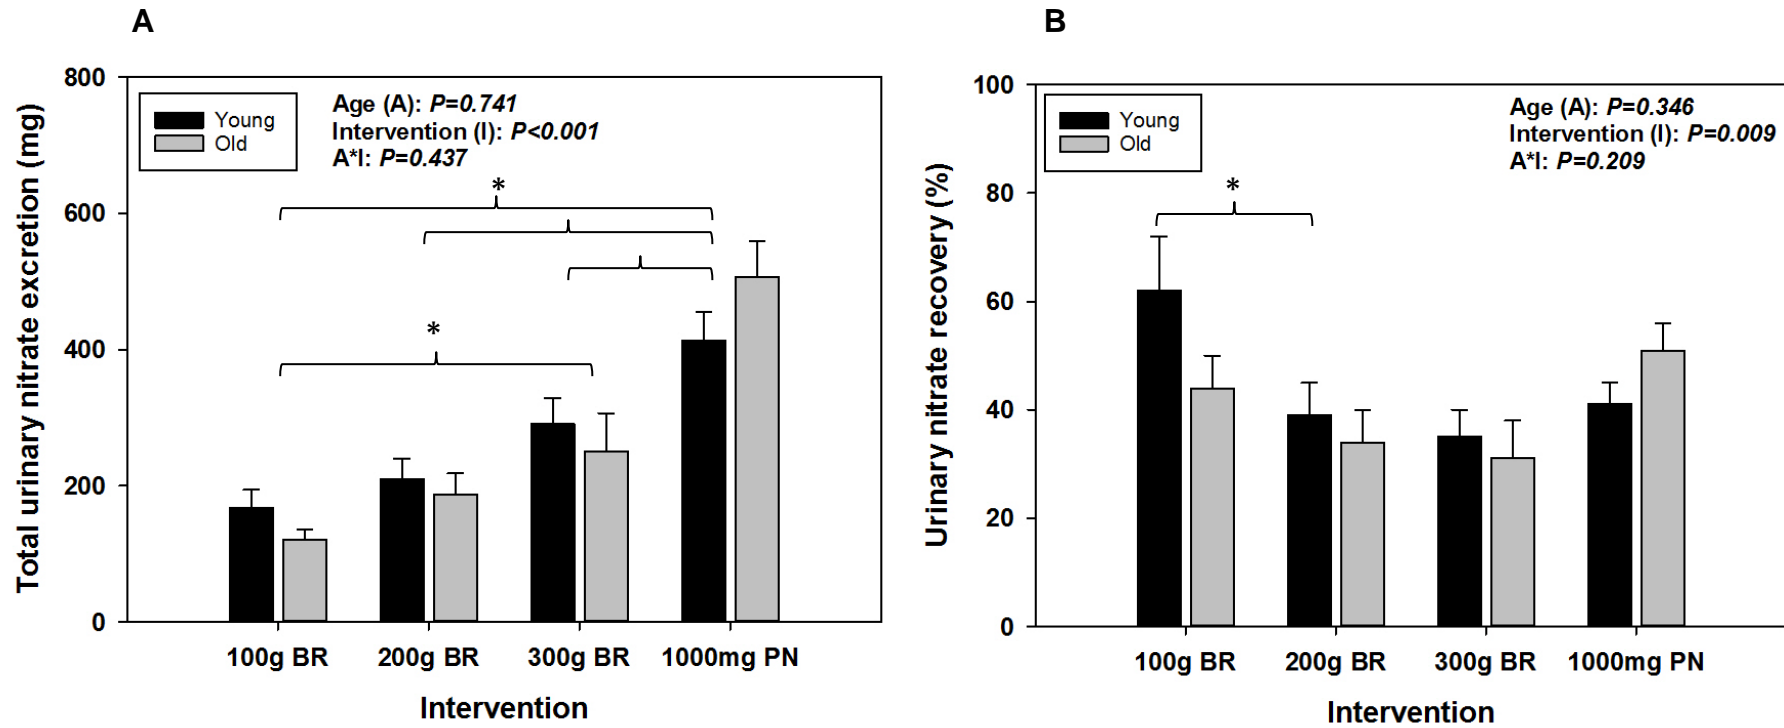 A
Total urinary nitrate excretion (mg)
800
600
400
200
0
Young
Old
Age (A): P=0.741
Intervention (I): P<0.001
A*I: P=0.437
*
*
100g BR 200g BR 300g BR 1000mg PN
Intervention
B
Urinary nitrate recovery (%)
100
80
60
40
20
0
Young
Old
Age (A): P=0.346
Intervention (I): P=0.009
A*I: P=0.209
*
100g BR 200g BR 300g BR 1000mg PN
Intervention